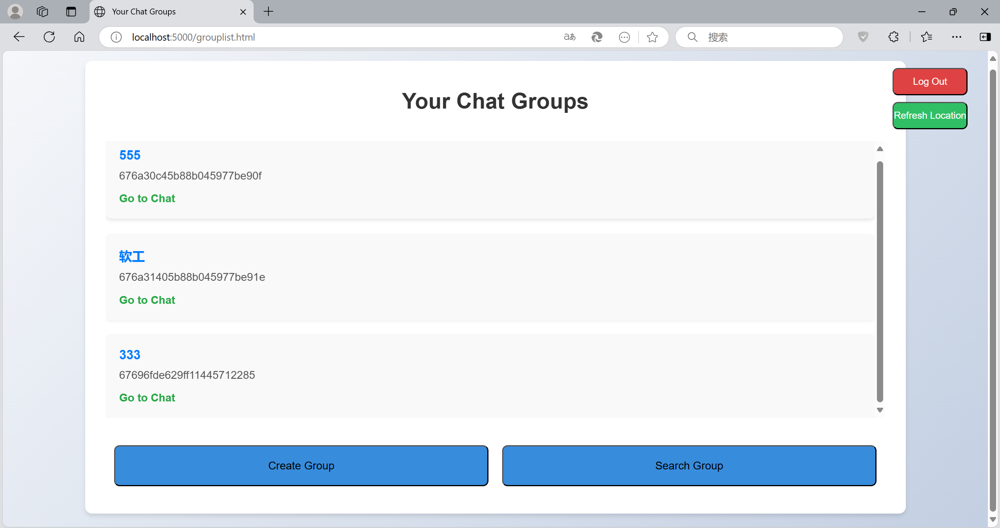 Your Chat Groups
localhost:5000/grouplist.html
aあ
搜索
Log Out
Your Chat Groups
Refresh Location
555
676a30c45b88b045977be90f
Go to Chat
软工
676a31405b88b045977be91e
Go to Chat
333
67696fde629ff11445712285
Go to Chat
Create Group
Search Group